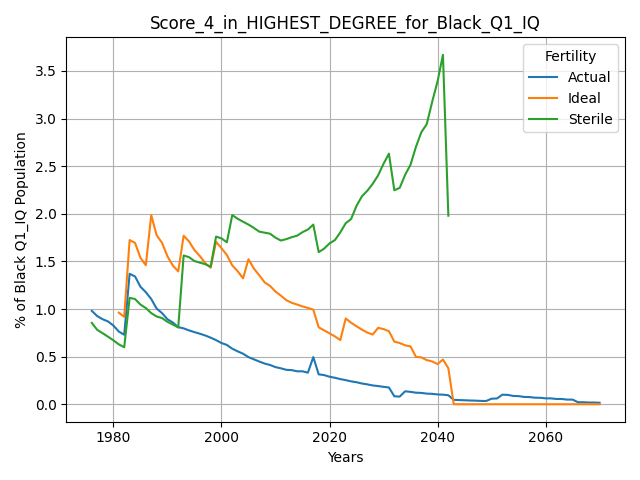 Score_4_in_HIGHEST_DEGREE_for_Black_Q1_IQ
Fertility
Actual
Ideal
Sterile
% of Black Q1_IQ Population
3.5
3.0
2.5
2.0
1.5
1.0
0.5
0.0
1980 2000 2020 2040 2060
Years